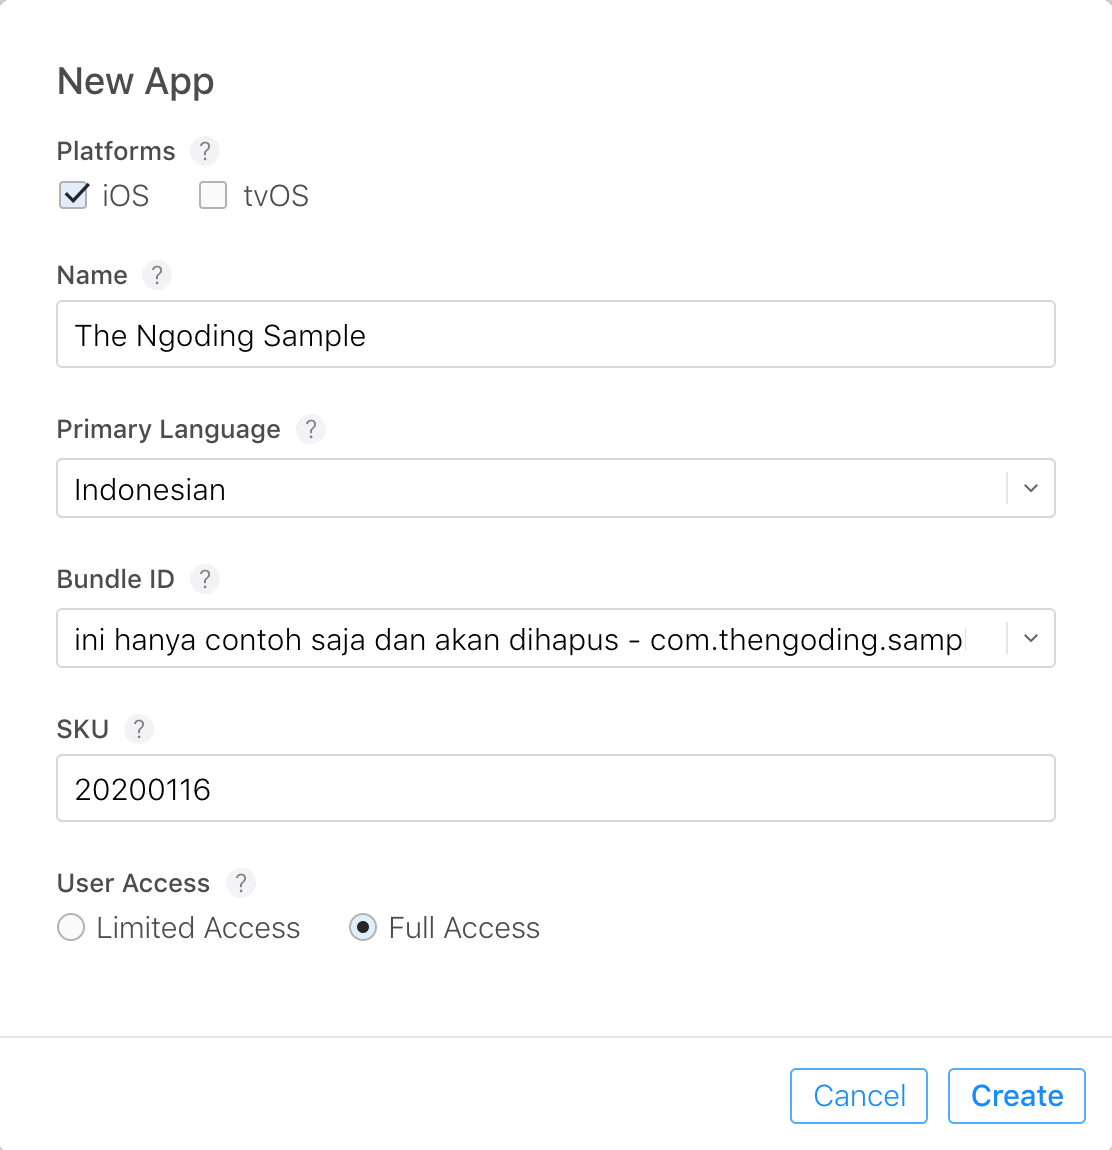 New App
Platforms ?
iOS tvOS
Name ?
The Ngoding Sample
Primary Language ?
Indonesian
Bundle ID ?
ini hanya contoh saja dan akan dihapus - com.thengoding.samp
SKU ?
20200116
User Access ?
Limited Access Full Access
Cancel Create